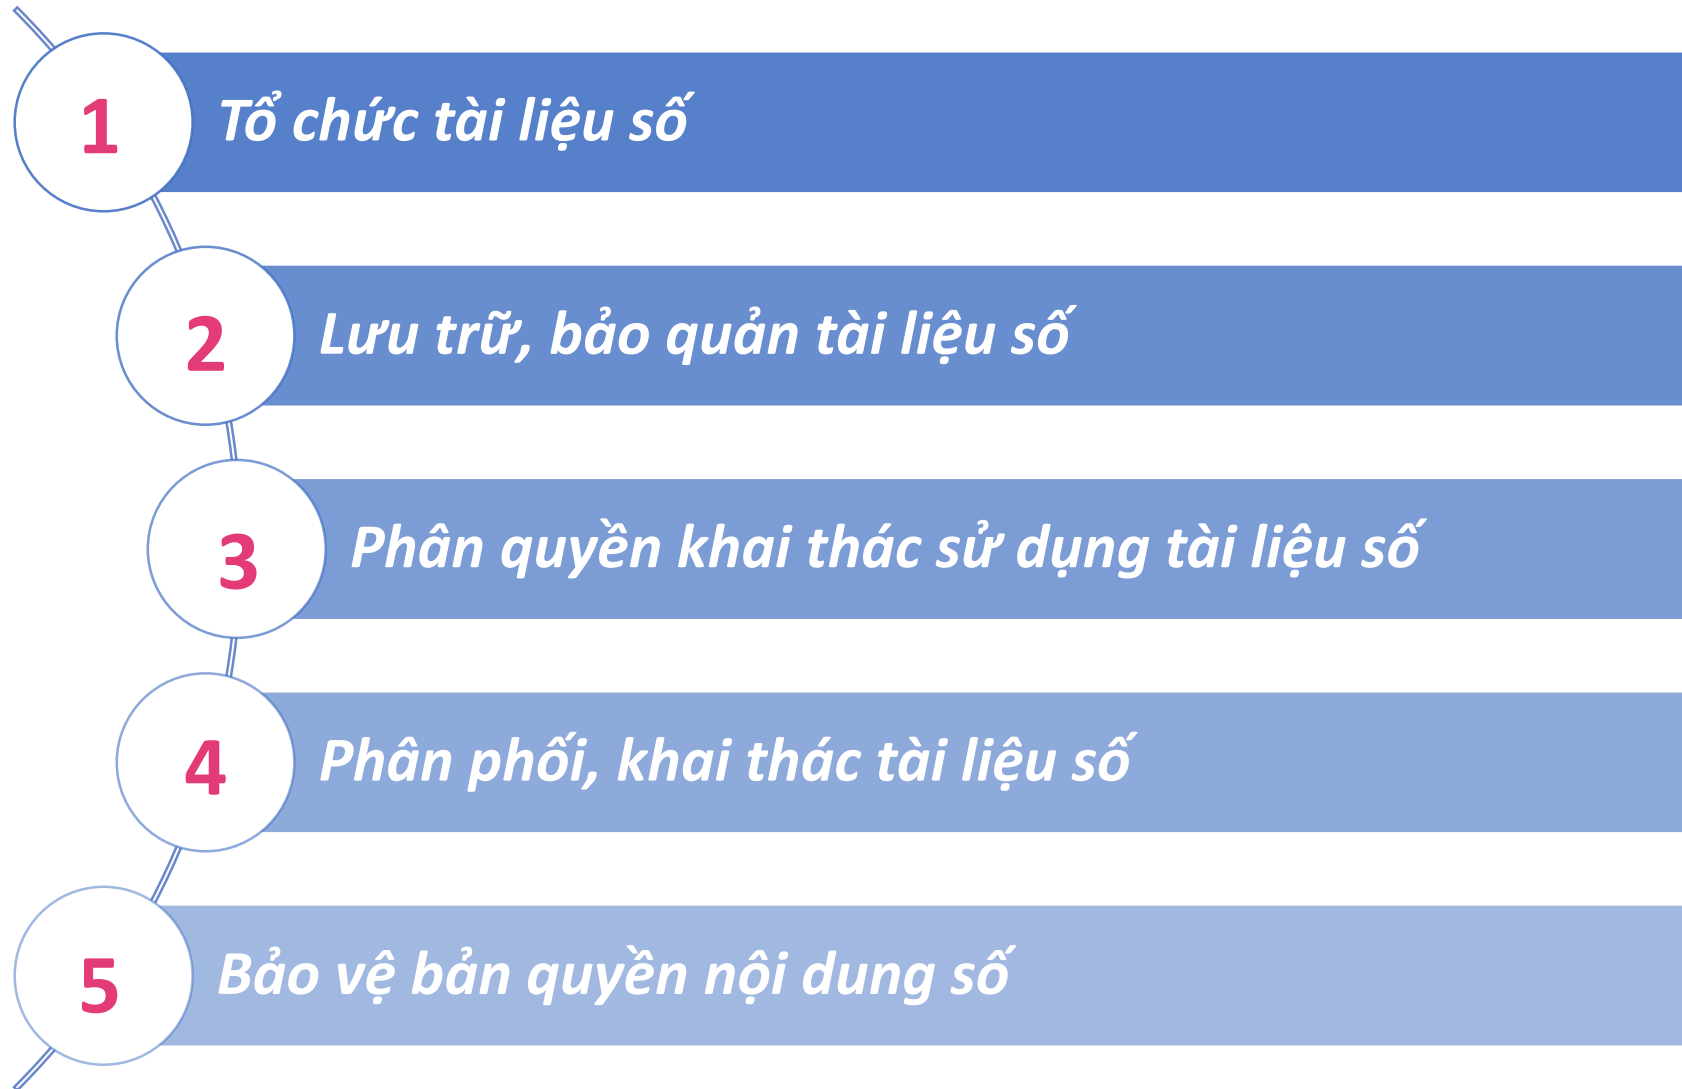 1
Tổ chức tài liệu số
2
Lưu trữ, bảo quản tài liệu số
3
Phân quyền khai thác sử dụng tài liệu số
4
Phân phối, khai thác tài liệu số
5
Bảo vệ bản quyền nội dung số